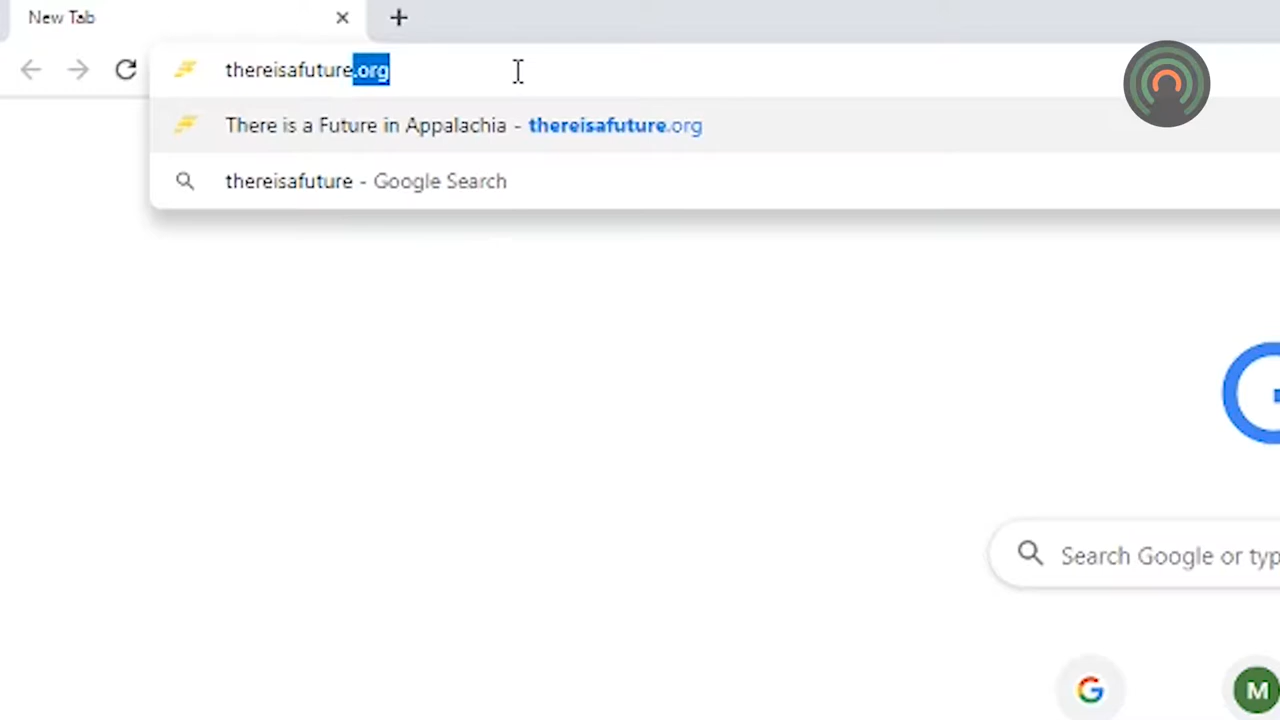 New Tab
thereisafuture.org
There is a Future in Appalachia - thereisafuture.org
thereisafuture - Google Search
Search Google or typ
M